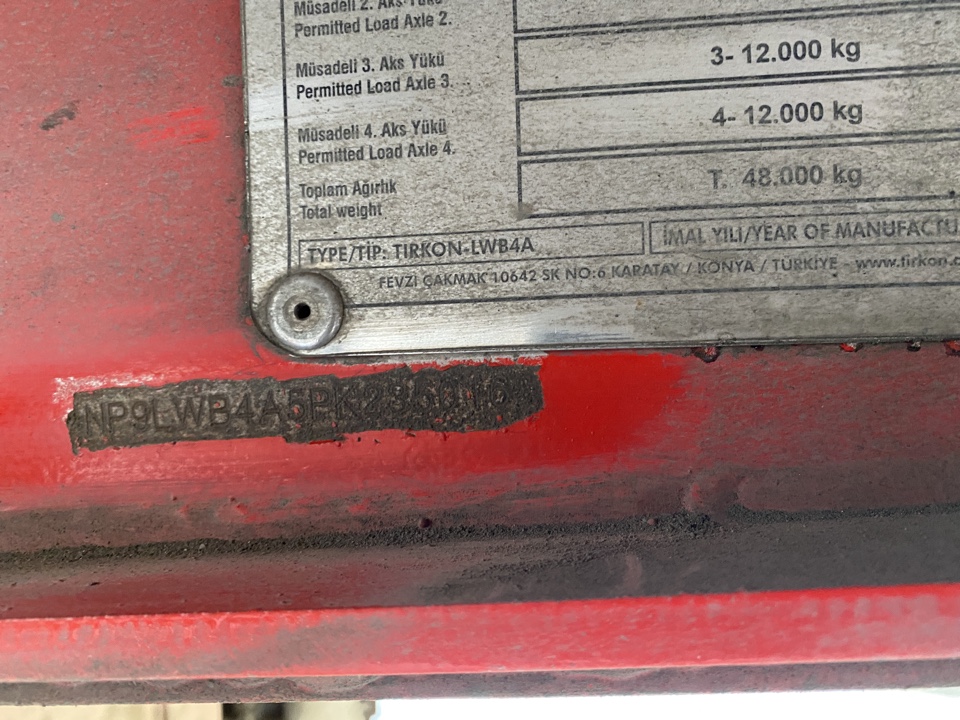 Müsadeli 2. Aks Yükü
Permitted Load Axle 2.
Müsadeli 3. Aks Yükü
Permitted Load Axle 3.
3- 12.000 kg
Müsadeli 4. Aks Yükü
Permitted Load Axle 4.
4- 12.000 kg
Toplam Ağırlık
Total weight
T. 48.000 kg
TYPE/TİP: TIRKON-LWB4A
İMAL YILI/YEAR OF MANUFACTU
FEVZİ ÇAKMAK 10642 SK NO:6 KARATAY / KONYA / TÜRKİYE www.tirkon.c